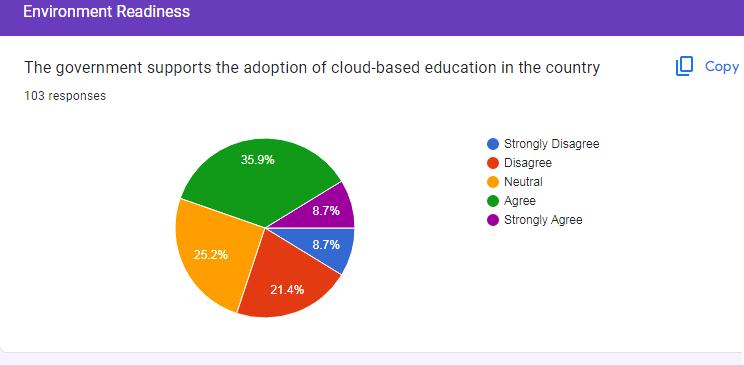 Environment Readiness
The government supports the adoption of cloud-based education in the country
Copy
103 responses
35.9%
8.7%
8.7%
25.2%
21.4%
Strongly Disagree
Disagree
Neutral
Agree
Strongly Agree